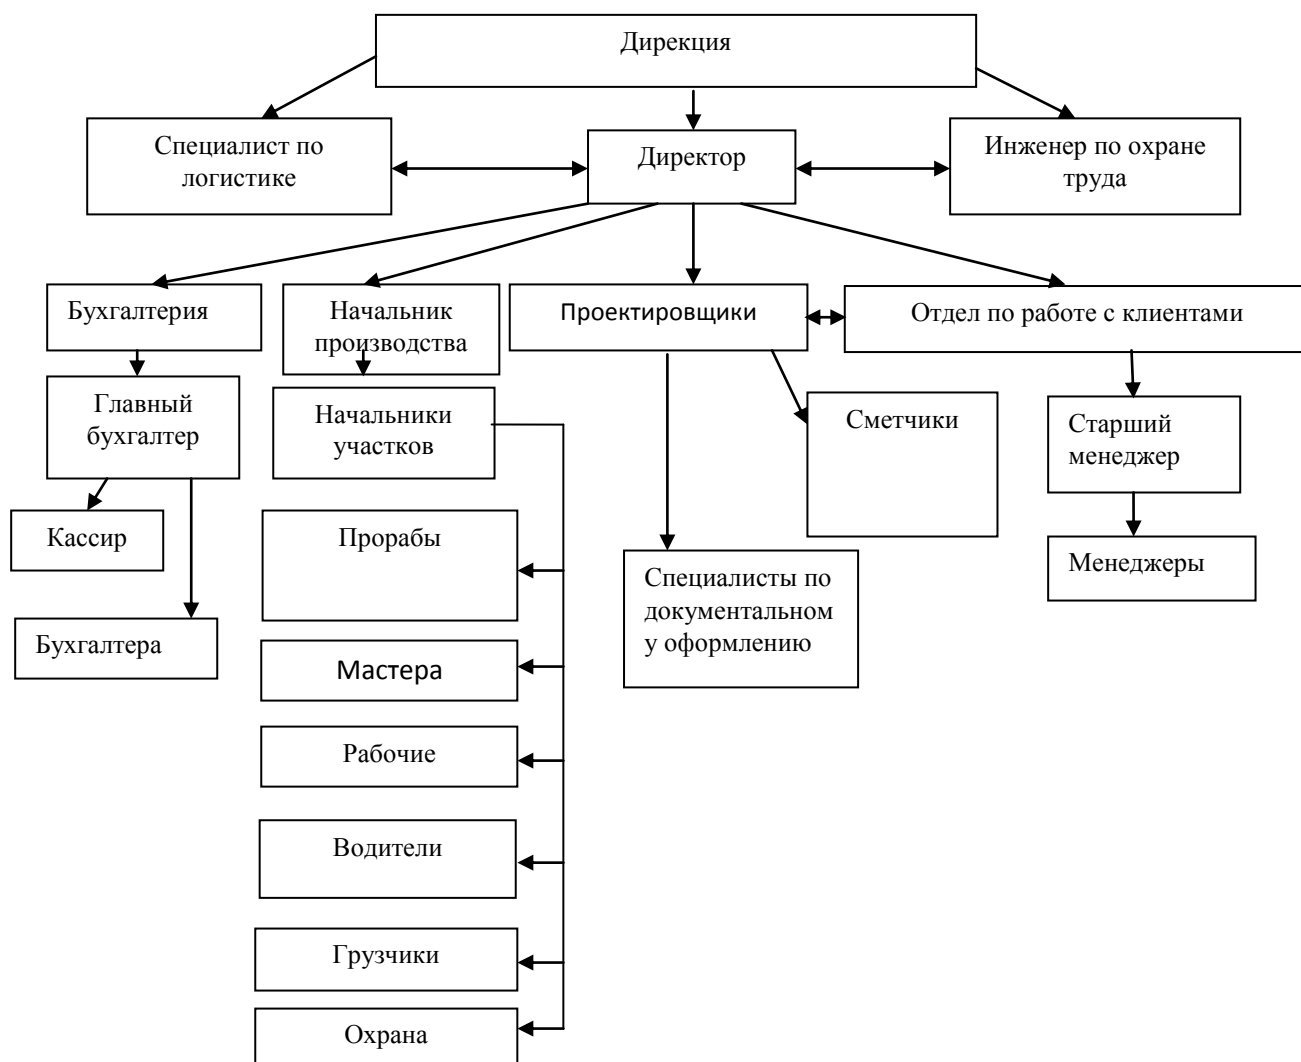 Дирекция
Специалист по
логистике
Директор
Инженер по охране
труда
Бухгалтерия
Начальник
производства
Проектировщики
Отдел по работе с клиентами
Главный
бухгалтер
Начальники
участков
Сметчики
Старший
менеджер
Кассир
Прорабы
Специалисты по
документальном
у оформлению
Менеджеры
Бухгалтера
Мастера
Рабочие
Водители
Грузчики
Охрана